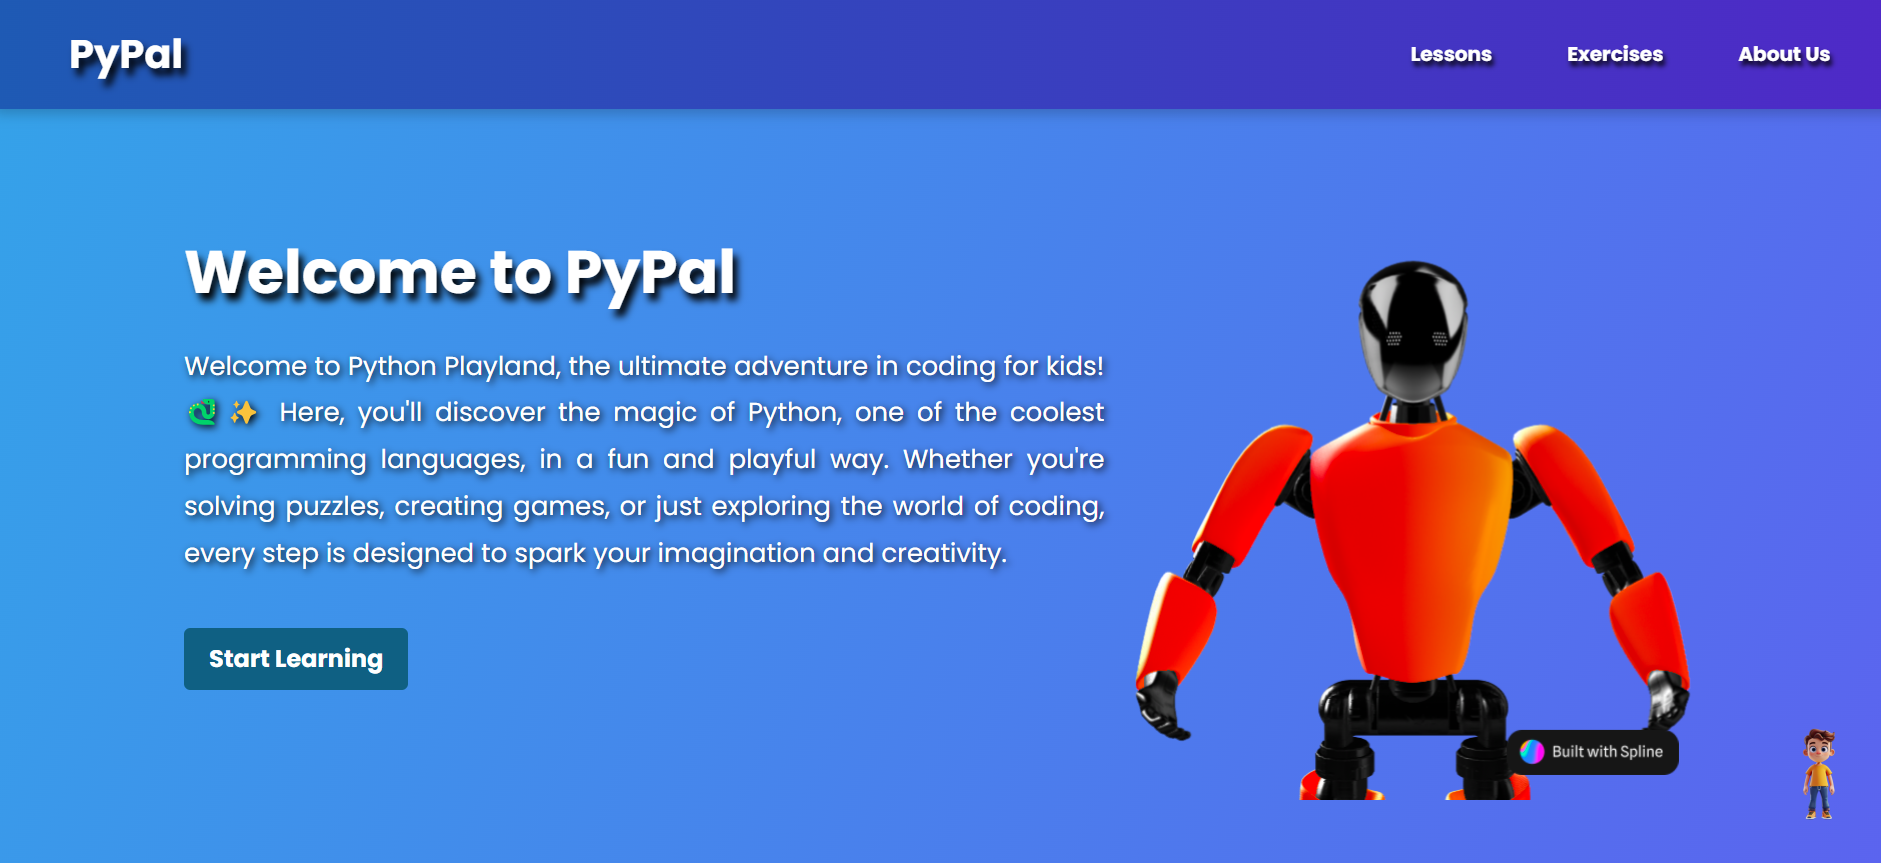 PyPal
Lessons
Exercises
About Us
Welcome to PyPal
Welcome to Python Playland, the ultimate adventure in coding for kids!
🐍 ✨ Here, you'll discover the magic of Python, one of the coolest
programming languages, in a fun and playful way. Whether you're
solving puzzles, creating games, or just exploring the world of coding,
every step is designed to spark your imagination and creativity.
Start Learning
Built with Spline